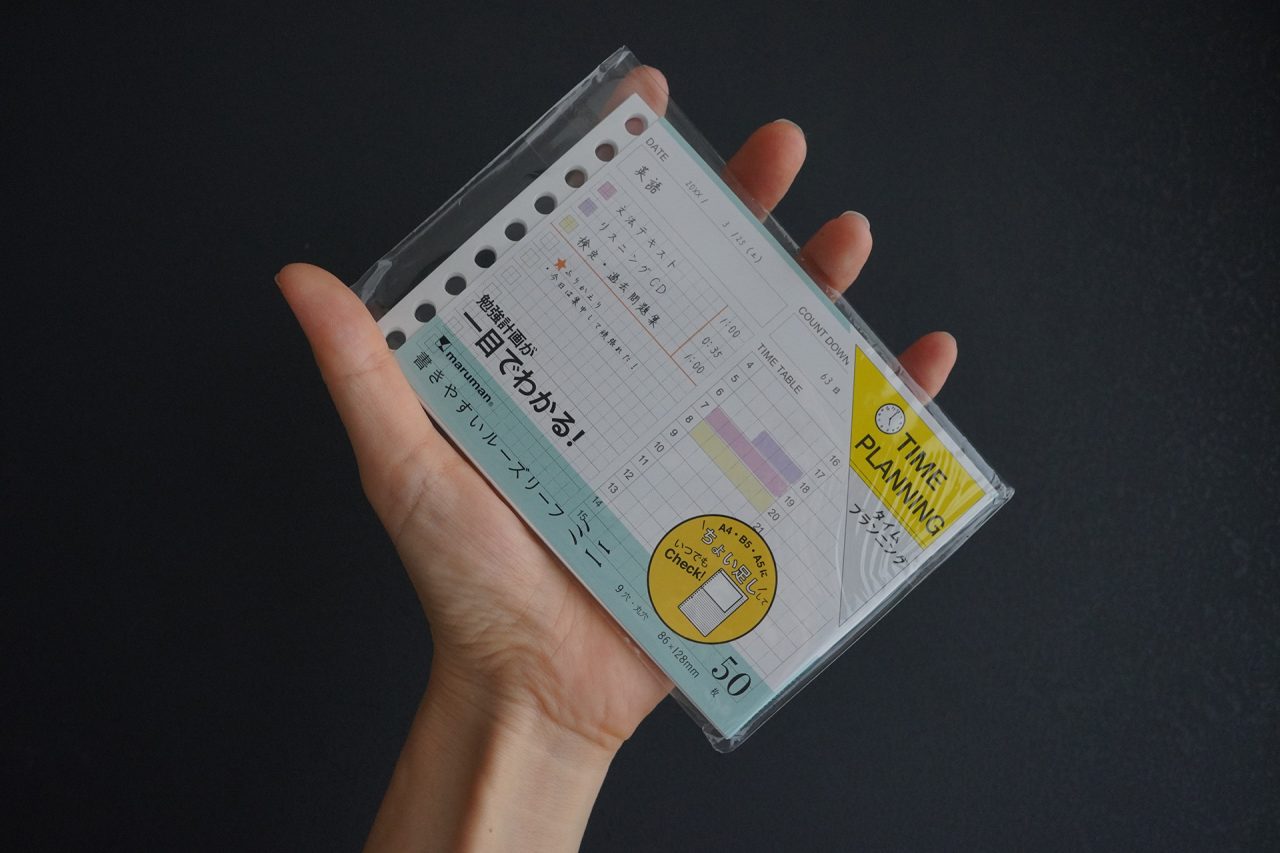 DATE 20XX / 3 / 25 (土)
COUNT DOWN 63 日
英語
文法テキスト 1:00
リスニングCD 0:35
検定・過去問題集 1:00
★ふりかえり
・今日は集中して頑張れた!
TIME TABLE
4 16
5 17
6 18
7 19
8 20
9 21
10
11
12
13
14
15
TIME
PLANNING
タイム
プランニング
勉強計画が
一目でわかる!
A4・B5・A5に
ちょい足しして
いつでも
Check!
maruman®
書きやすいルーズリーフミニ
9穴・丸穴
86×128mm
50枚